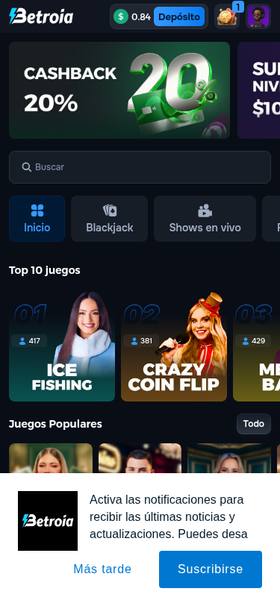 Betroia
$ 0.84 Depósito
1
CASHBACK
20%
20
SU
NIV
$10
Buscar
Inicio
Blackjack
Shows en vivo
Top 10 juegos
01
417
ICE
FISHING
02
381
CRAZY
COIN FLIP
03
429
Juegos Populares
Todo
Betroia
Activa las notificaciones para
recibir las últimas noticias y
actualizaciones. Puedes desa
Más tarde
Suscribirse